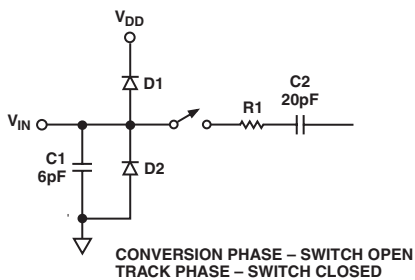 VDD
D1
C2
20pF
R1
VIN
C1
6pF
D2
CONVERSION PHASE – SWITCH OPEN
TRACK PHASE – SWITCH CLOSED